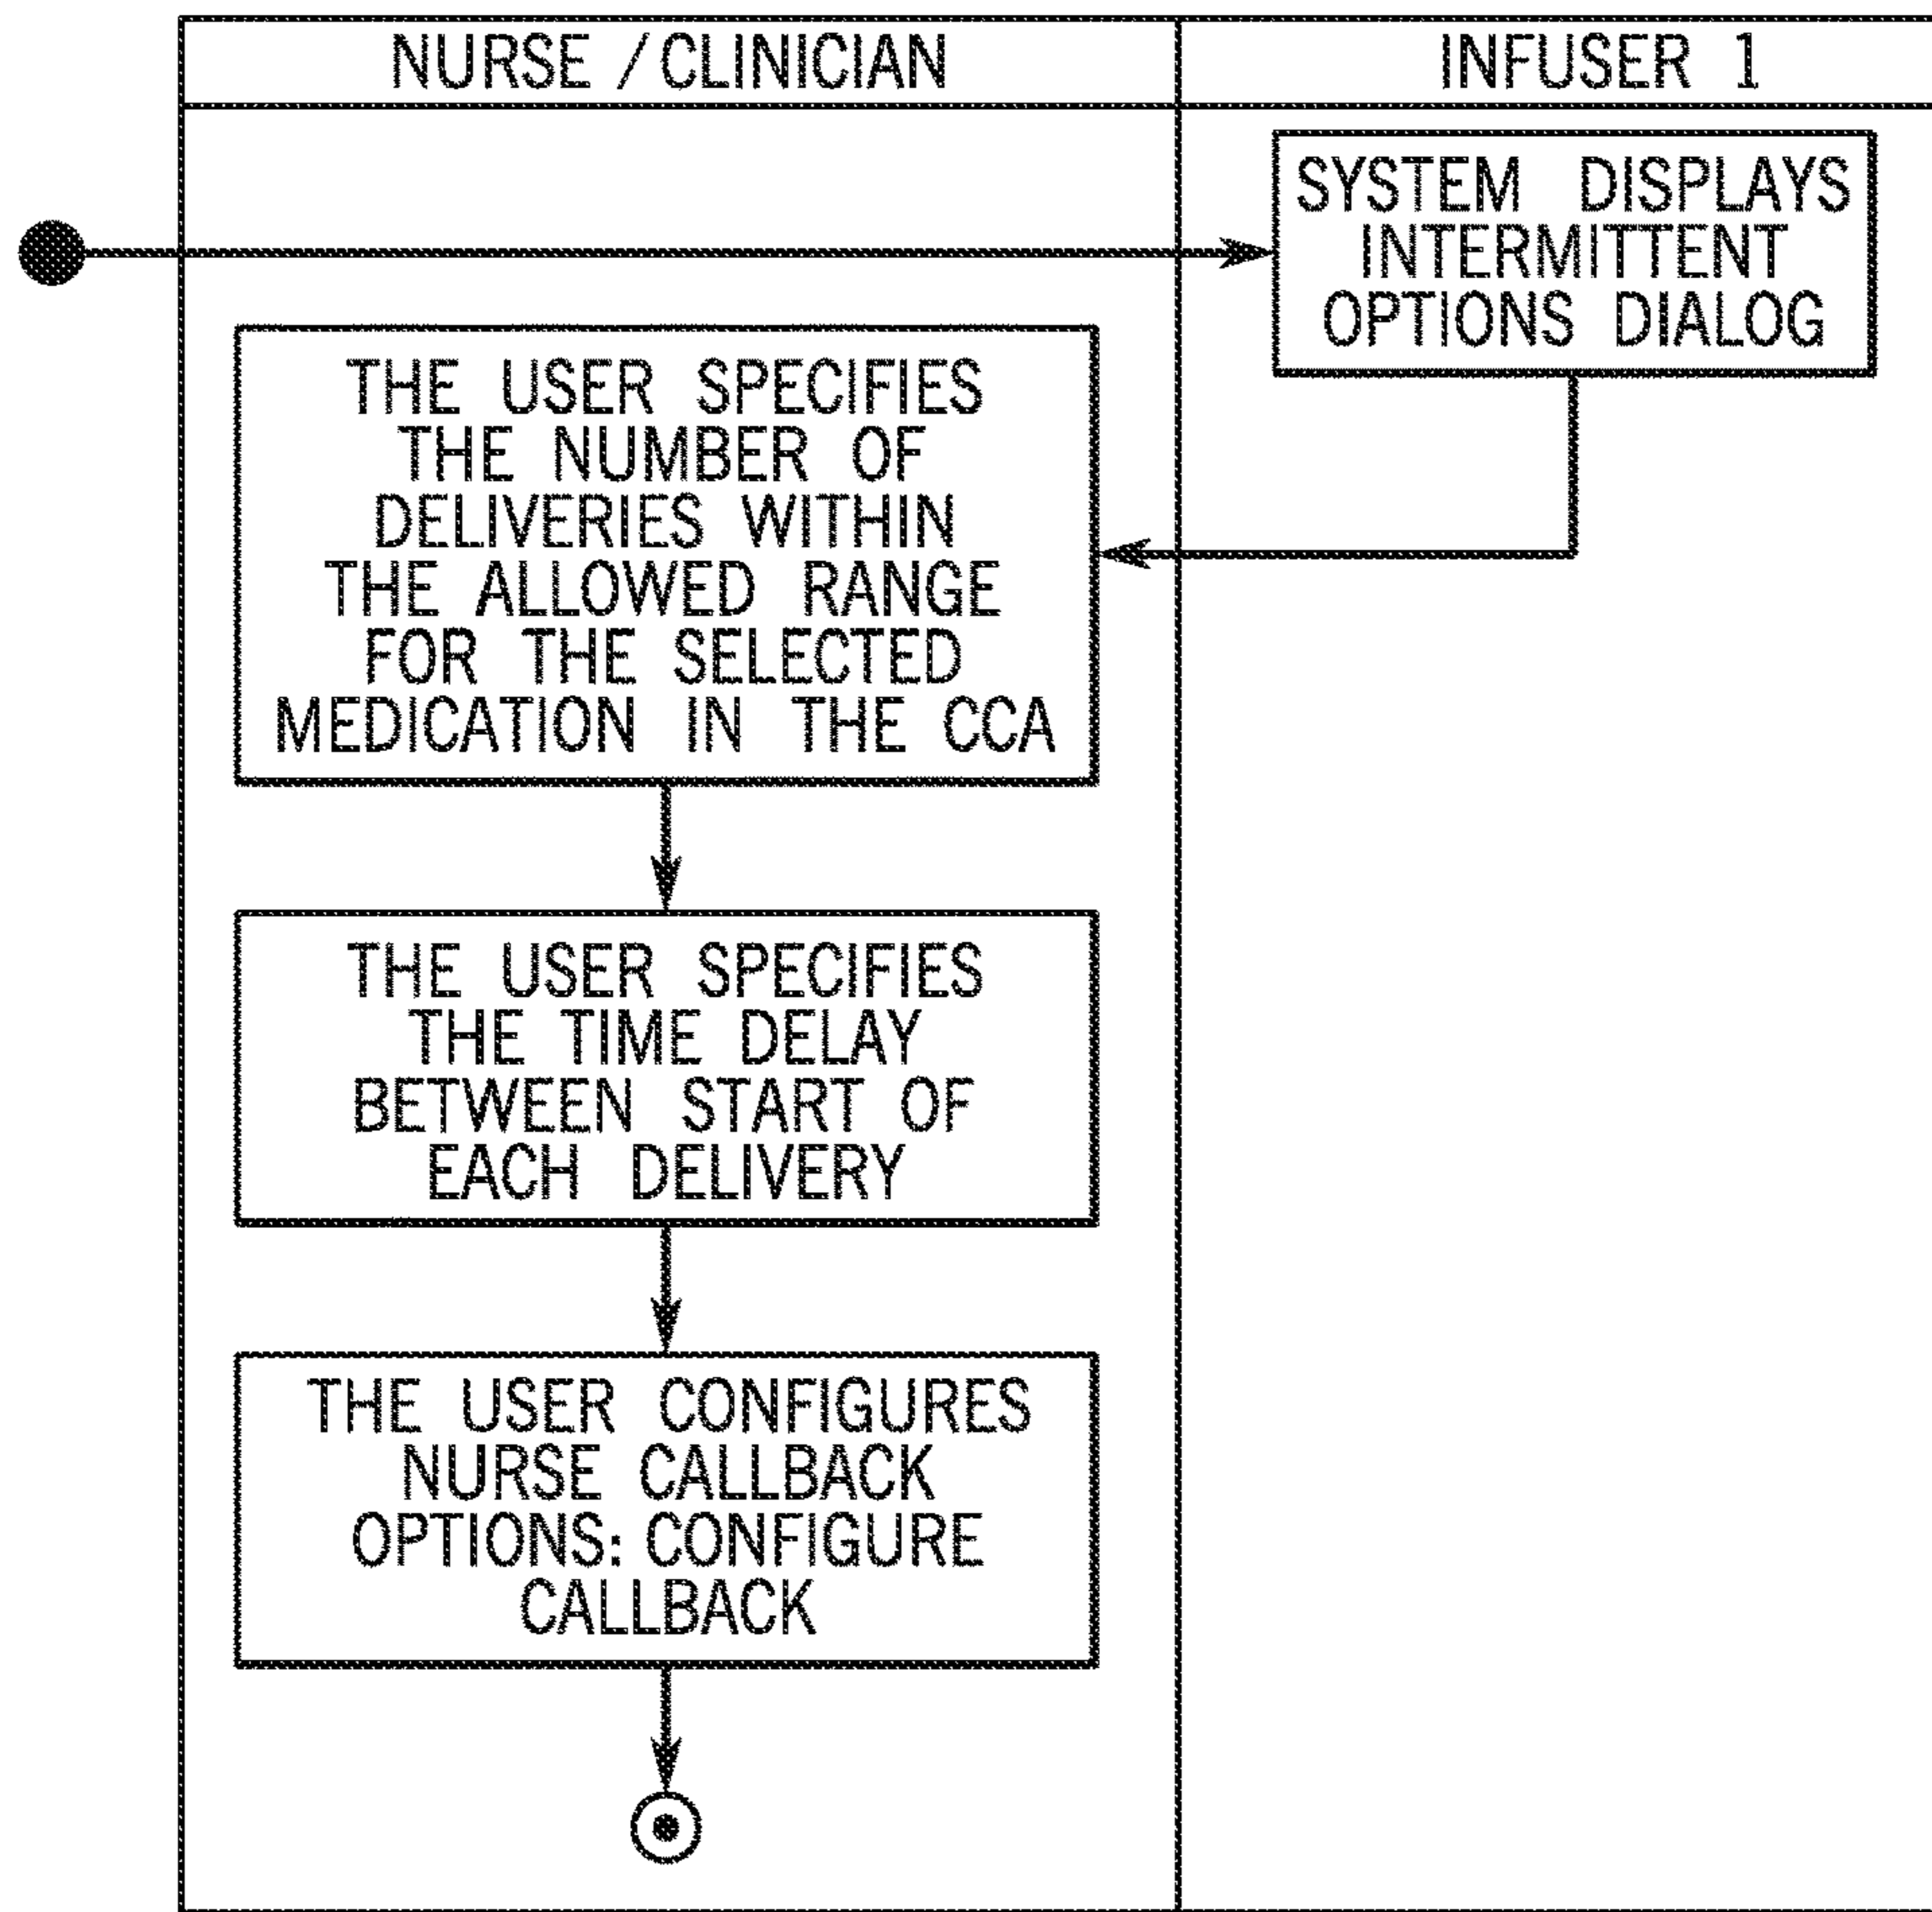 NURSE / CLINICIAN
INFUSER 1
SYSTEM DISPLAYS
INTERMITTENT
OPTIONS DIALOG
THE USER SPECIFIES
THE NUMBER OF
DELIVERIES WITHIN
THE ALLOWED RANGE
FOR THE SELECTED
MEDICATION IN THE CCA
THE USER SPECIFIES
THE TIME DELAY
BETWEEN START OF
EACH DELIVERY
THE USER CONFIGURES
NURSE CALLBACK
OPTIONS: CONFIGURE
CALLBACK